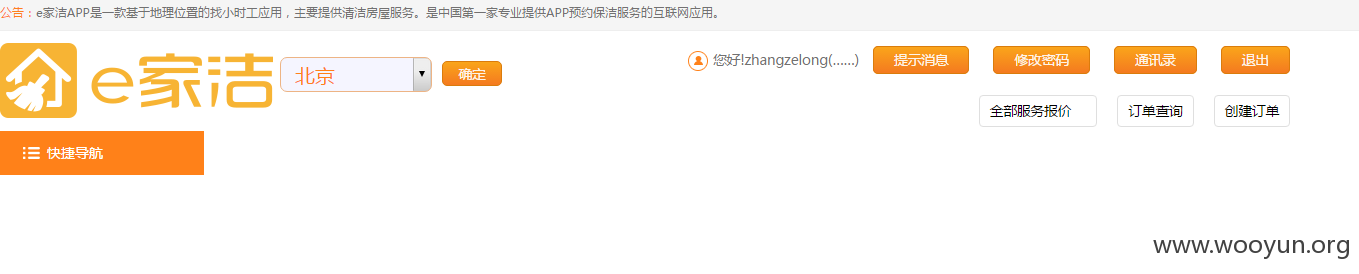 公告：e家洁APP是一款基于地理位置的找小时工应用，主要提供清洁房屋服务。是中国第一家专业提供APP预约保洁服务的互联网应用。
e家洁
北京
确定
您好!zhangzelong(......)
提示消息
修改密码
通讯录
退出
全部服务报价
订单查询
创建订单
快捷导航
www.wooyun.org